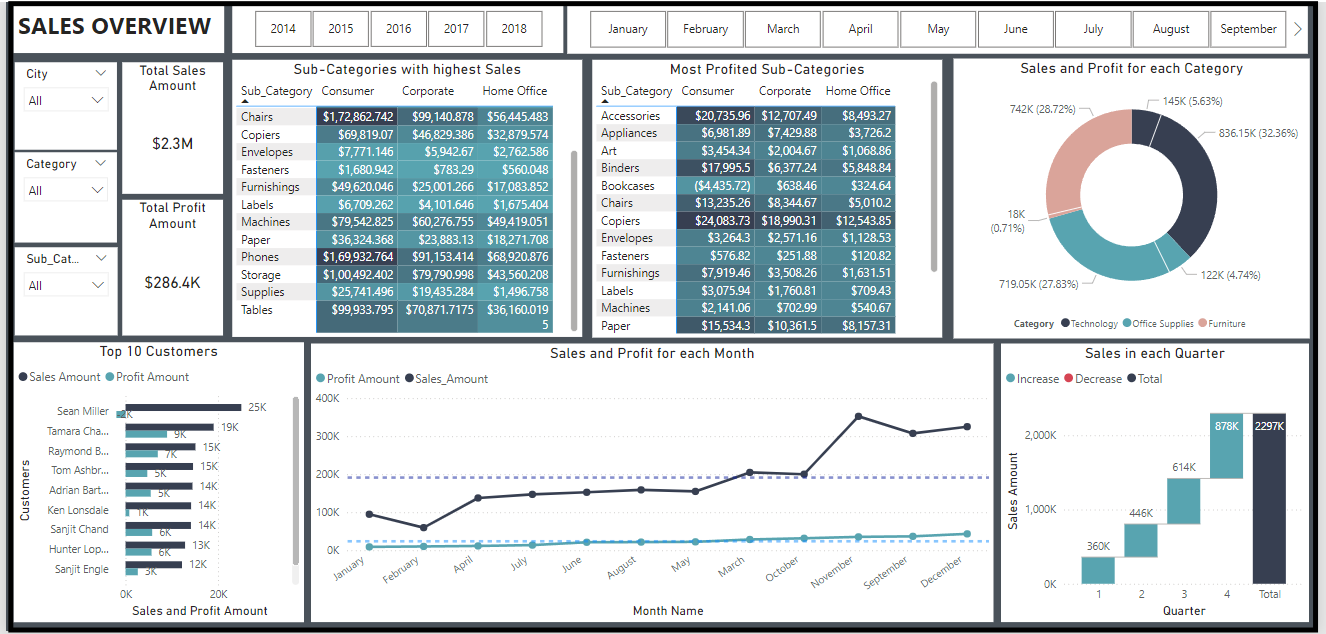 SALES OVERVIEW
2014 2015 2016 2017 2018
January February March April May June July August September
City
All
Category
All
Sub_Cat...
All
Total Sales
Amount
$2.3M
Total Profit
Amount
$286.4K
Sub-Categories with highest Sales
Sub_Category Consumer Corporate Home Office
Chairs $1,72,862.742 $99,140.878 $56,445.483
Copiers $69,819.07 $46,829.386 $32,879.574
Envelopes $7,771.146 $5,942.67 $2,762.586
Fasteners $1,680.942 $783.29 $560.048
Furnishings $49,620.046 $25,001.266 $17,083.852
Labels $6,709.262 $4,101.646 $1,675.404
Machines $79,542.825 $60,276.755 $49,419.051
Paper $36,324.368 $23,883.13 $18,271.708
Phones $1,69,932.764 $91,153.414 $68,920.876
Storage $1,00,492.402 $79,790.998 $43,560.208
Supplies $25,741.496 $19,435.284 $1,496.758
Tables $99,933.795 $70,871.7175 $36,160.019
5
Most Profited Sub-Categories
Sub_Category Consumer Corporate Home Office
Accessories $20,735.96 $12,707.49 $8,493.27
Appliances $6,981.89 $7,429.88 $3,726.2
Art $3,454.34 $2,004.67 $1,068.86
Binders $17,995.5 $6,377.24 $5,848.84
Bookcases ($4,435.72) $638.46 $324.64
Chairs $13,235.26 $8,344.67 $5,010.2
Copiers $24,083.73 $18,990.31 $12,543.85
Envelopes $3,264.3 $2,571.16 $1,128.53
Fasteners $576.82 $251.88 $120.82
Furnishings $7,919.46 $3,508.26 $1,631.51
Labels $3,075.94 $1,760.81 $709.43
Machines $2,141.06 $702.99 $540.67
Paper $15,534.3 $10,361.5 $8,157.31
Sales and Profit for each Category
742K (28.72%)
145K (5.63%)
836.15K (32.36%)
18K
(0.71%)
719.05K (27.83%)
122K (4.74%)
Category Technology Office Supplies Furniture
Top 10 Customers
Sales Amount Profit Amount
Customers
Sean Miller 25K
-2K
Tamara Cha... 19K
9K
Raymond B... 15K
7K
Tom Ashbr... 15K
5K
Adrian Bart... 14K
5K
Ken Lonsdale 14K
1K
Sanjit Chand 14K
6K
Hunter Lop... 13K
6K
Sanjit Engle 12K
3K
0K 20K
Sales and Profit Amount
Sales and Profit for each Month
Profit Amount Sales_Amount
400K
300K
200K
100K
0K
January February April July June August May March October November September December
Month Name
Sales in each Quarter
Increase Decrease Total
Sales Amount
2,000K
1,000K
0K
360K
446K
614K
878K
2297K
1 2 3 4 Total
Quarter